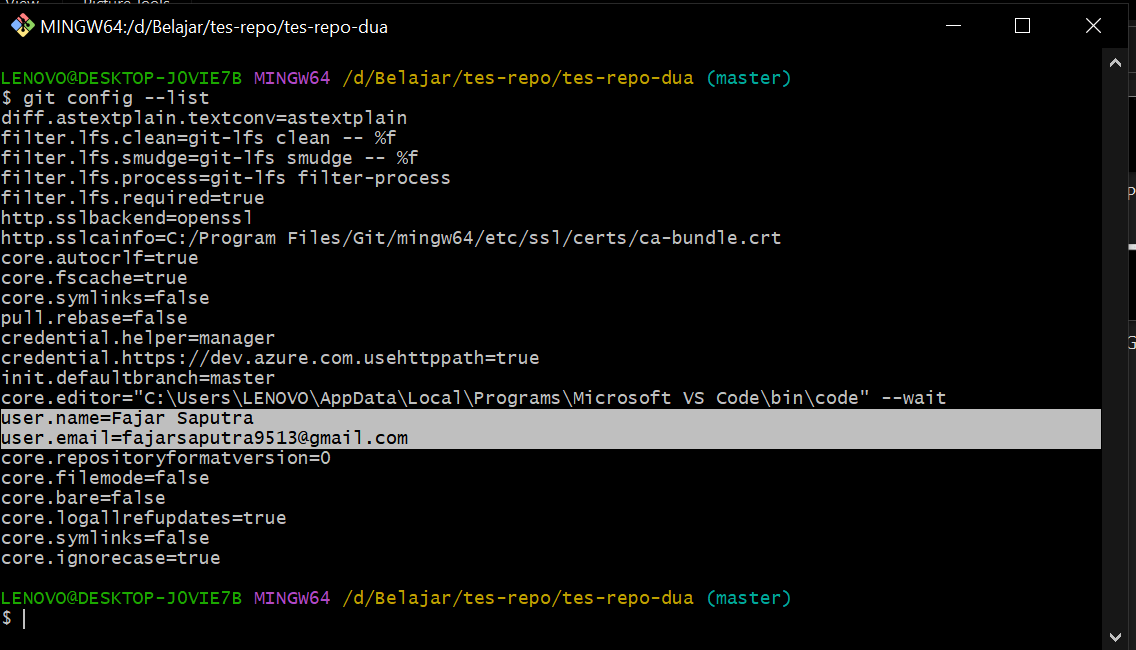 View Picture Tools
MINGW64:/d/Belajar/tes-repo/tes-repo-dua
LENOVO@DESKTOP-J0VIE7B MINGW64 /d/Belajar/tes-repo/tes-repo-dua (master)
$ git config --list
diff.astextplain.textconv=astextplain
filter.lfs.clean=git-lfs clean -- %f
filter.lfs.smudge=git-lfs smudge -- %f
filter.lfs.process=git-lfs filter-process
filter.lfs.required=true
http.sslbackend=openssl
http.sslcainfo=C:/Program Files/Git/mingw64/etc/ssl/certs/ca-bundle.crt
core.autocrlf=true
core.fscache=true
core.symlinks=false
pull.rebase=false
credential.helper=manager
credential.https://dev.azure.com.usehttppath=true
init.defaultbranch=master
core.editor="C:\Users\LENOVO\AppData\Local\Programs\Microsoft VS Code\bin\code" --wait
user.name=Fajar Saputra
user.email=fajarsaputra9513@gmail.com
core.repositoryformatversion=0
core.filemode=false
core.bare=false
core.logallrefupdates=true
core.symlinks=false
core.ignorecase=true
LENOVO@DESKTOP-J0VIE7B MINGW64 /d/Belajar/tes-repo/tes-repo-dua (master)
$